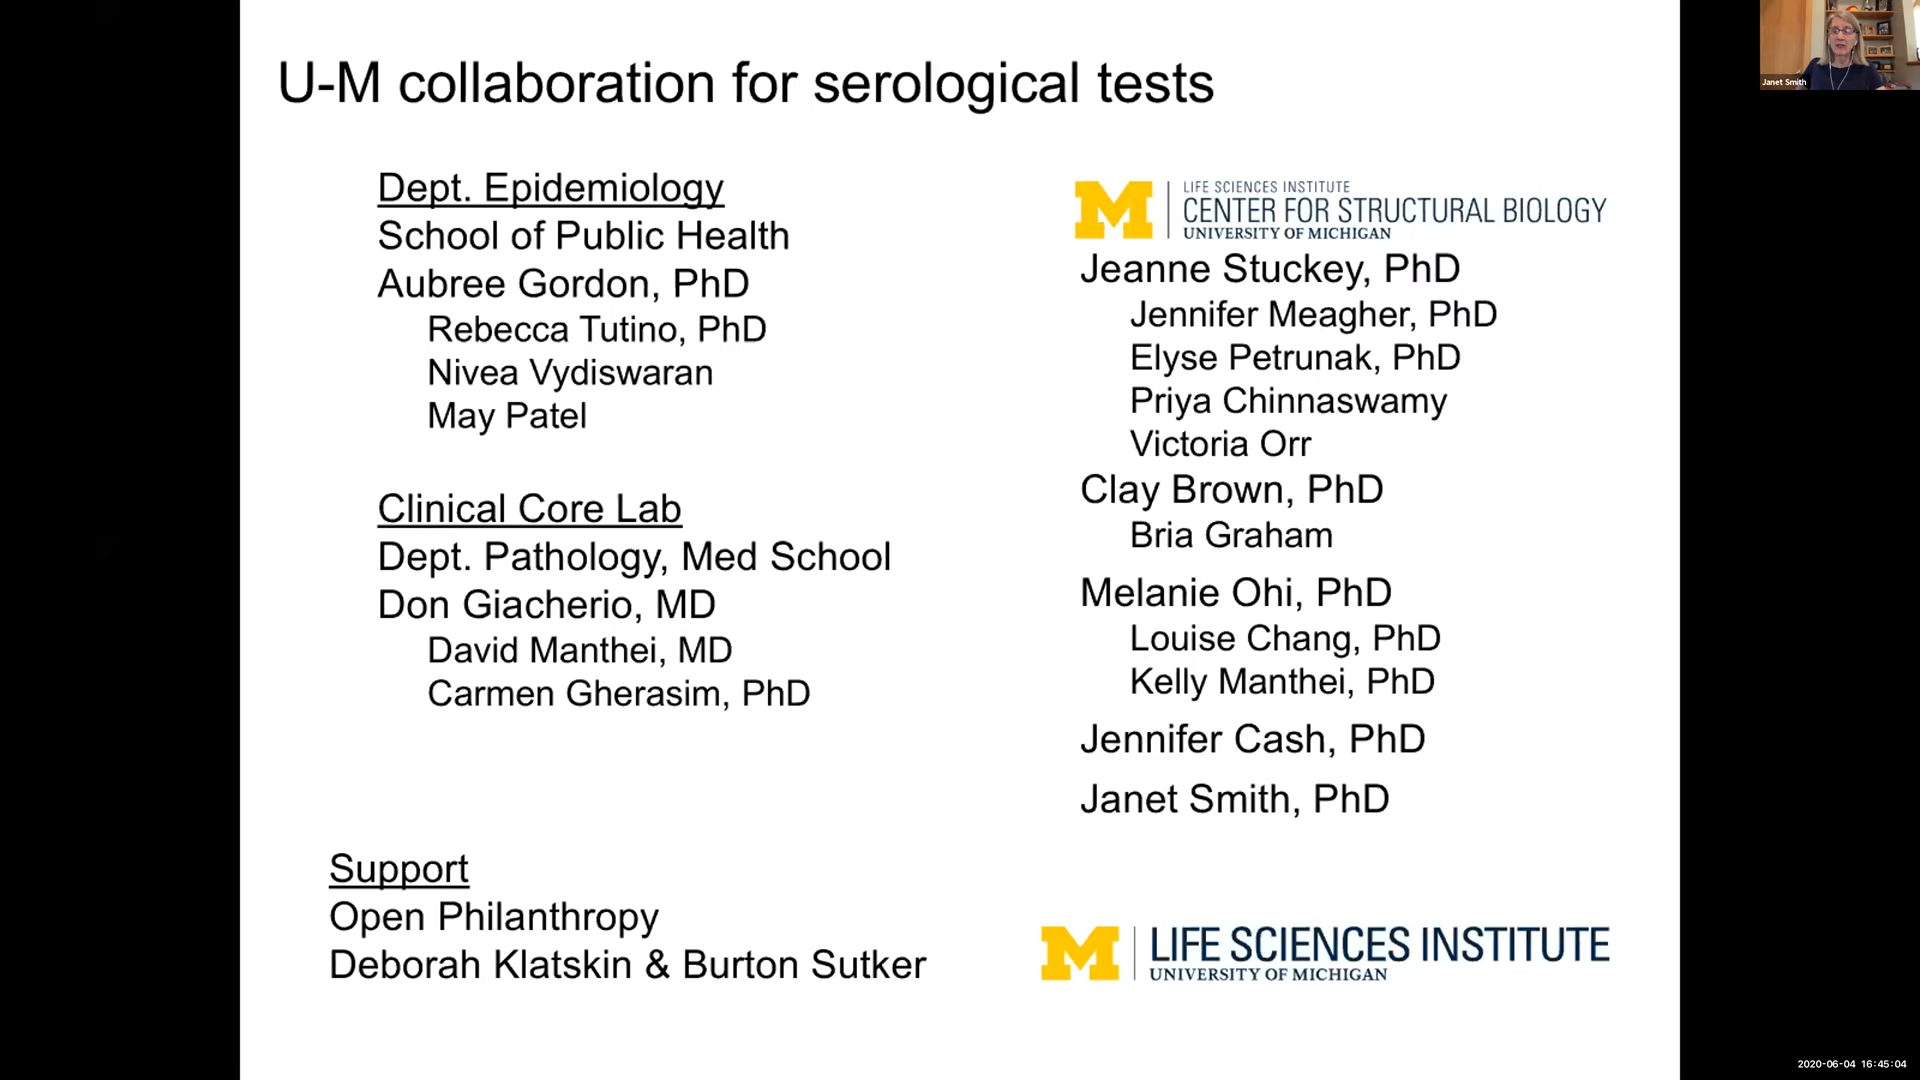 U-M collaboration for serological tests
Dept. Epidemiology
School of Public Health
Aubree Gordon, PhD
Rebecca Tutino, PhD
Nivea Vydiswaran
May Patel
Clinical Core Lab
Dept. Pathology, Med School
Don Giacherio, MD
David Manthei, MD
Carmen Gherasim, PhD
Support
Open Philanthropy
Deborah Klatskin & Burton Sutker
M
LIFE SCIENCES INSTITUTE
CENTER FOR STRUCTURAL BIOLOGY
UNIVERSITY OF MICHIGAN
Jeanne Stuckey, PhD
Jennifer Meagher, PhD
Elyse Petrunak, PhD
Priya Chinnaswamy
Victoria Orr
Clay Brown, PhD
Bria Graham
Melanie Ohi, PhD
Louise Chang, PhD
Kelly Manthei, PhD
Jennifer Cash, PhD
Janet Smith, PhD
M
LIFE SCIENCES INSTITUTE
UNIVERSITY OF MICHIGAN
Janet Smith
2020-06-04 16:45:04